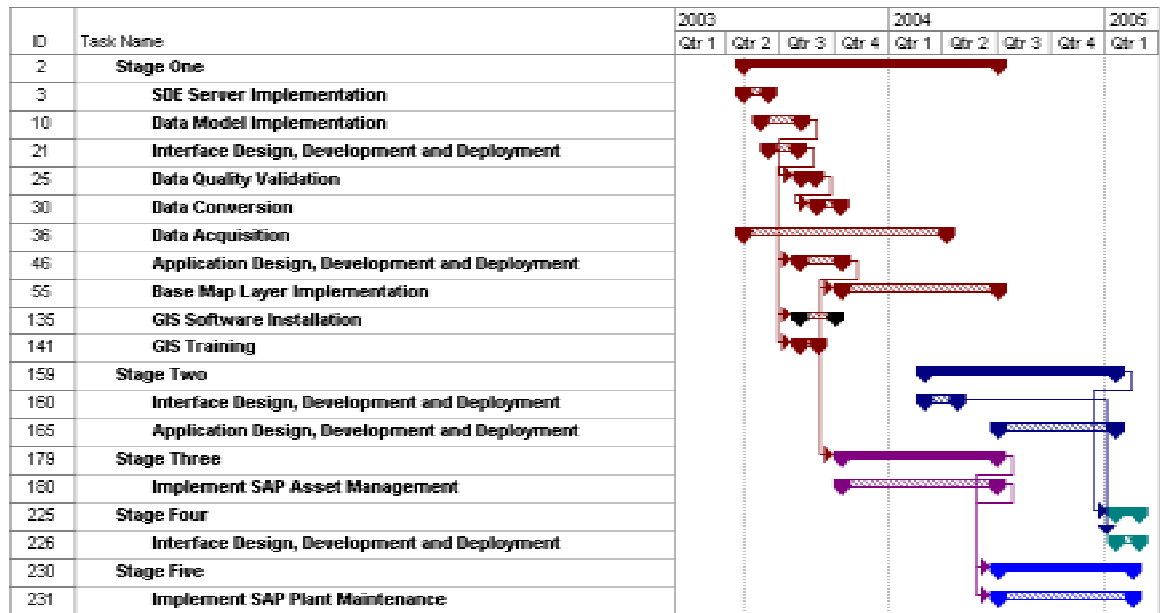 2003 2004 2005
ID Task Name Qtr 1 Qtr 2 Qtr 3 Qtr 4 Qtr 1 Qtr 2 Qtr 3 Qtr 4 Qtr 1
2 Stage One
3 SDE Server Implementation
10 Data Model Implementation
21 Interface Design, Development and Deployment
25 Data Quality Validation
30 Data Conversion
36 Data Acquisition
46 Application Design, Development and Deployment
55 Base Map Layer Implementation
135 GIS Software Installation
141 GIS Training
159 Stage Two
160 Interface Design, Development and Deployment
165 Application Design, Development and Deployment
179 Stage Three
180 Implement SAP Asset Management
225 Stage Four
226 Interface Design, Development and Deployment
230 Stage Five
231 Implement SAP Plant Maintenance